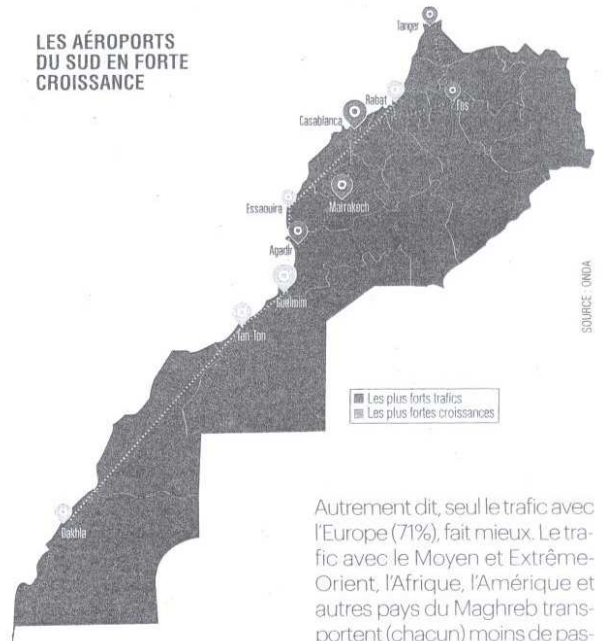 LES AÉROPORTS
DU SUD EN FORTE
CROISSANCE
Tanger
Rabat
Fès
Casablanca
Essaouira
Marrakech
Agadir
Guelmim
Tan-Tan
Dakhla
SOURCE : ONDA
Les plus forts trafics
Les plus fortes croissances
Autrement dit, seul le trafic avec
l'Europe (71%), fait mieux. Le tra-
fic avec le Moyen et Extrême-
Orient, l'Afrique, l'Amérique et
autres pays du Maghreb trans-
portent (chacun) moins de pas-